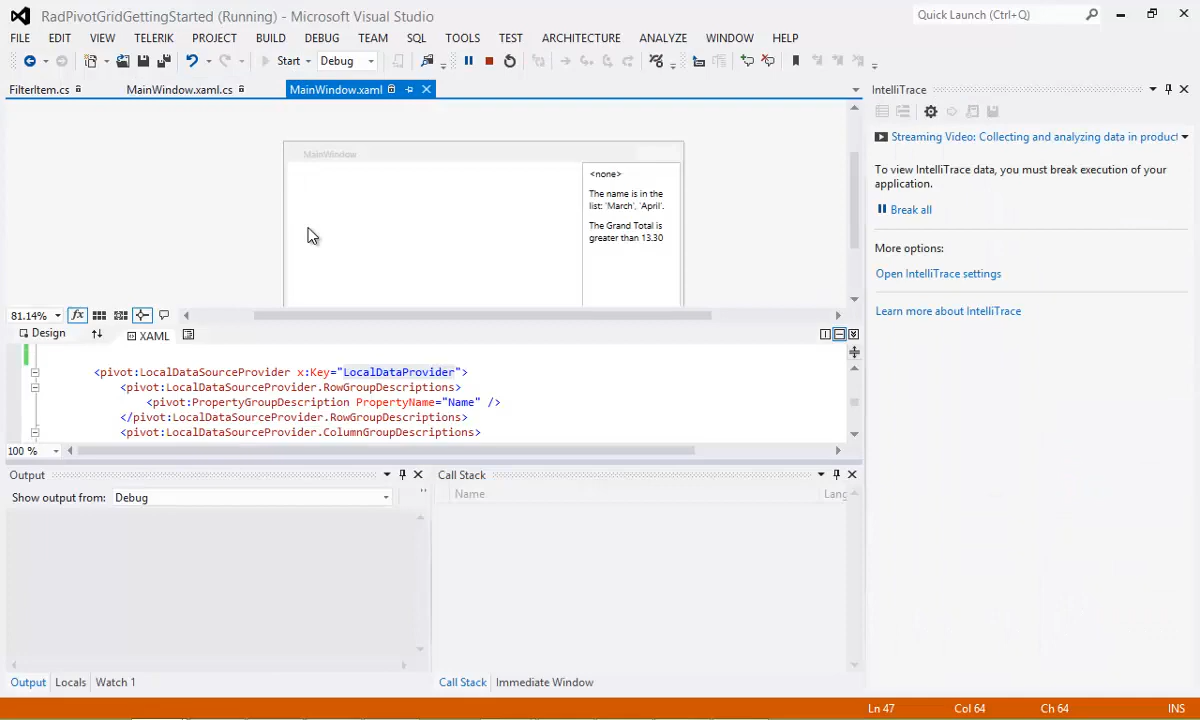 RadPivotGridGettingStarted (Running) - Microsoft Visual Studio
Quick Launch (Ctrl+Q)
FILE EDIT VIEW TELERIK PROJECT BUILD DEBUG TEAM SQL TOOLS TEST ARCHITECTURE ANALYZE WINDOW HELP
Start Debug
FilterItem.cs MainWindow.xaml.cs MainWindow.xaml
IntelliTrace
MainWindow
<none>
The name is in the
list: 'March', 'April'.
The Grand Total is
greater than 13.30
Streaming Video: Collecting and analyzing data in product
To view IntelliTrace data, you must break execution of your
application.
Break all
More options:
Open IntelliTrace settings
Learn more about IntelliTrace
81.14% fx
Design XAML
<pivot:LocalDataSourceProvider x:Key="LocalDataProvider">
<pivot:LocalDataSourceProvider.RowGroupDescriptions>
<pivot:PropertyGroupDescription PropertyName="Name" />
</pivot:LocalDataSourceProvider.RowGroupDescriptions>
<pivot:LocalDataSourceProvider.ColumnGroupDescriptions>
100 %
Output
Show output from: Debug
Call Stack
Name Lang
Output Locals Watch 1
Call Stack Immediate Window
Ln 47 Col 64 Ch 64 INS